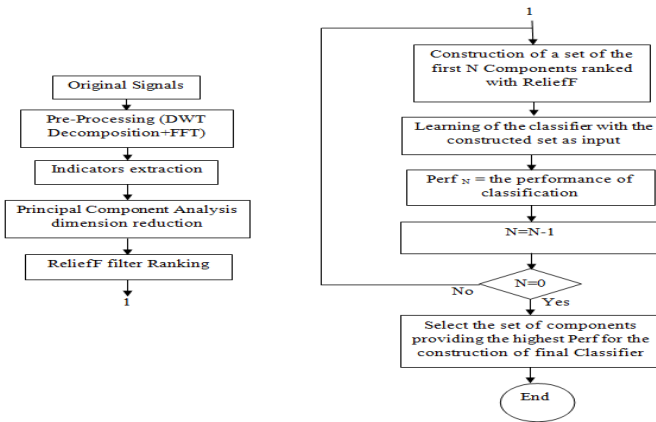 Original Signals
Pre-Processing (DWT
Decomposition+FFT)
Indicators extraction
Principal Component Analysis
dimension reduction
ReliefF filter Ranking
1
1
Construction of a set of the
first N Components ranked
with ReliefF
Learning of the classifier with the
constructed set as input
Perf N = the performance of
classification
N=N-1
N=0
No
Yes
Select the set of components
providing the highest Perf for the
construction of final Classifier
End